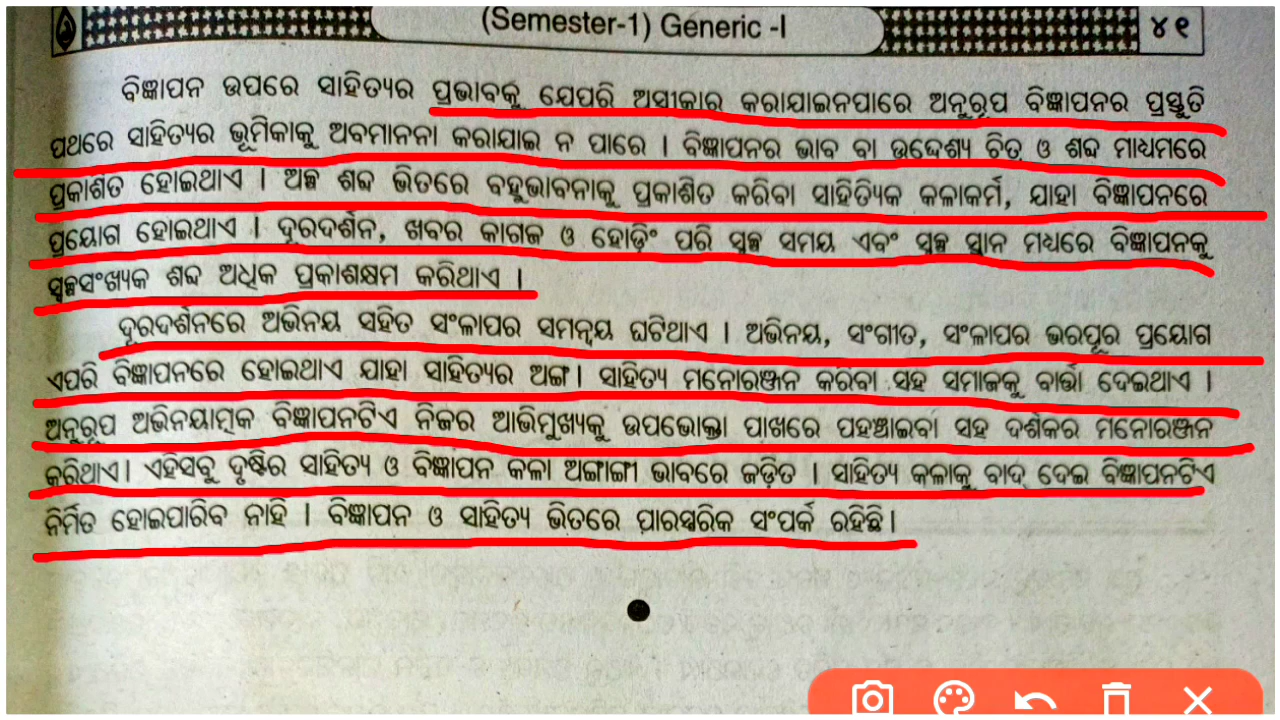 (Semester-1) Generic -I
୪୧
ବିଜ୍ଞାପନ ଉପରେ ସାହିତ୍ୟର ପ୍ରଭାବକୁ ଯେପରି ଅସ୍ୱୀକାର କରାଯାଇନପାରେ ଅନୁରୂପ ବିଜ୍ଞାପନର ପ୍ରସ୍ତୁତି
ପଥରେ ସାହିତ୍ୟର ଭୂମିକାକୁ ଅବମାନନା କରାଯାଇ ନ ପାରେ । ବିଜ୍ଞାପନର ଭାବ ବା ଉଦ୍ଦେଶ୍ୟ ଚିତ୍ର ଓ ଶବ୍ଦ ମାଧ୍ୟମରେ
ପ୍ରକାଶିତ ହୋଇଥାଏ । ଅଳ୍ପ ଶବ୍ଦ ଭିତରେ ବହୁଭାବନାକୁ ପ୍ରକାଶିତ କରିବା ସାହିତ୍ୟିକ କଳାକର୍ମ, ଯାହା ବିଜ୍ଞାପନରେ
ପ୍ରୟୋଗ ହୋଇଥାଏ । ଦୂରଦର୍ଶନ, ଖବର କାଗଜ ଓ ହୋର୍ଡ଼ିଂ ପରି ସ୍ୱଳ୍ପ ସମୟ ଏବଂ ସ୍ୱଳ୍ପ ସ୍ଥାନ ମଧ୍ୟରେ ବିଜ୍ଞାପନକୁ
ସ୍ୱଳ୍ପସଂଖ୍ୟକ ଶବ୍ଦ ଅଧିକ ପ୍ରକାଶକ୍ଷମ କରିଥାଏ ।
ଦୂରଦର୍ଶନରେ ଅଭିନୟ ସହିତ ସଂଳାପର ସମନ୍ୱୟ ଘଟିଥାଏ । ଅଭିନୟ, ସଂଗୀତ, ସଂଳାପର ଭରପୂର ପ୍ରୟୋଗ
ଏପରି ବିଜ୍ଞାପନରେ ହୋଇଥାଏ ଯାହା ସାହିତ୍ୟର ଅଙ୍ଗ। ସାହିତ୍ୟ ମନୋରଞ୍ଜନ କରିବା ସହ ସମାଜକୁ ବାର୍ତ୍ତା ଦେଇଥାଏ ।
ଅନୁରୂପ ଅଭିନୟାତ୍ମକ ବିଜ୍ଞାପନଟିଏ ନିଜର ଆଭିମୁଖ୍ୟକୁ ଉପଭୋକ୍ତା ପାଖରେ ପହଞ୍ଚାଇବା ସହ ଦର୍ଶକର ମନୋରଞ୍ଜନ
କରିଥାଏ। ଏହିସବୁ ଦୃଷ୍ଟିର ସାହିତ୍ୟ ଓ ବିଜ୍ଞାପନ କଳା ଅଙ୍ଗାଙ୍ଗୀ ଭାବରେ ଜଡ଼ିତ । ସାହିତ୍ୟ କଳାକୁ ବାଦ୍ ଦେଇ ବିଜ୍ଞାପନଟିଏ
ନିର୍ମିତ ହୋଇପାରିବ ନାହିଁ । ବିଜ୍ଞାପନ ଓ ସାହିତ୍ୟ ଭିତରେ ପାରସ୍ପରିକ ସଂପର୍କ ରହିଛି।